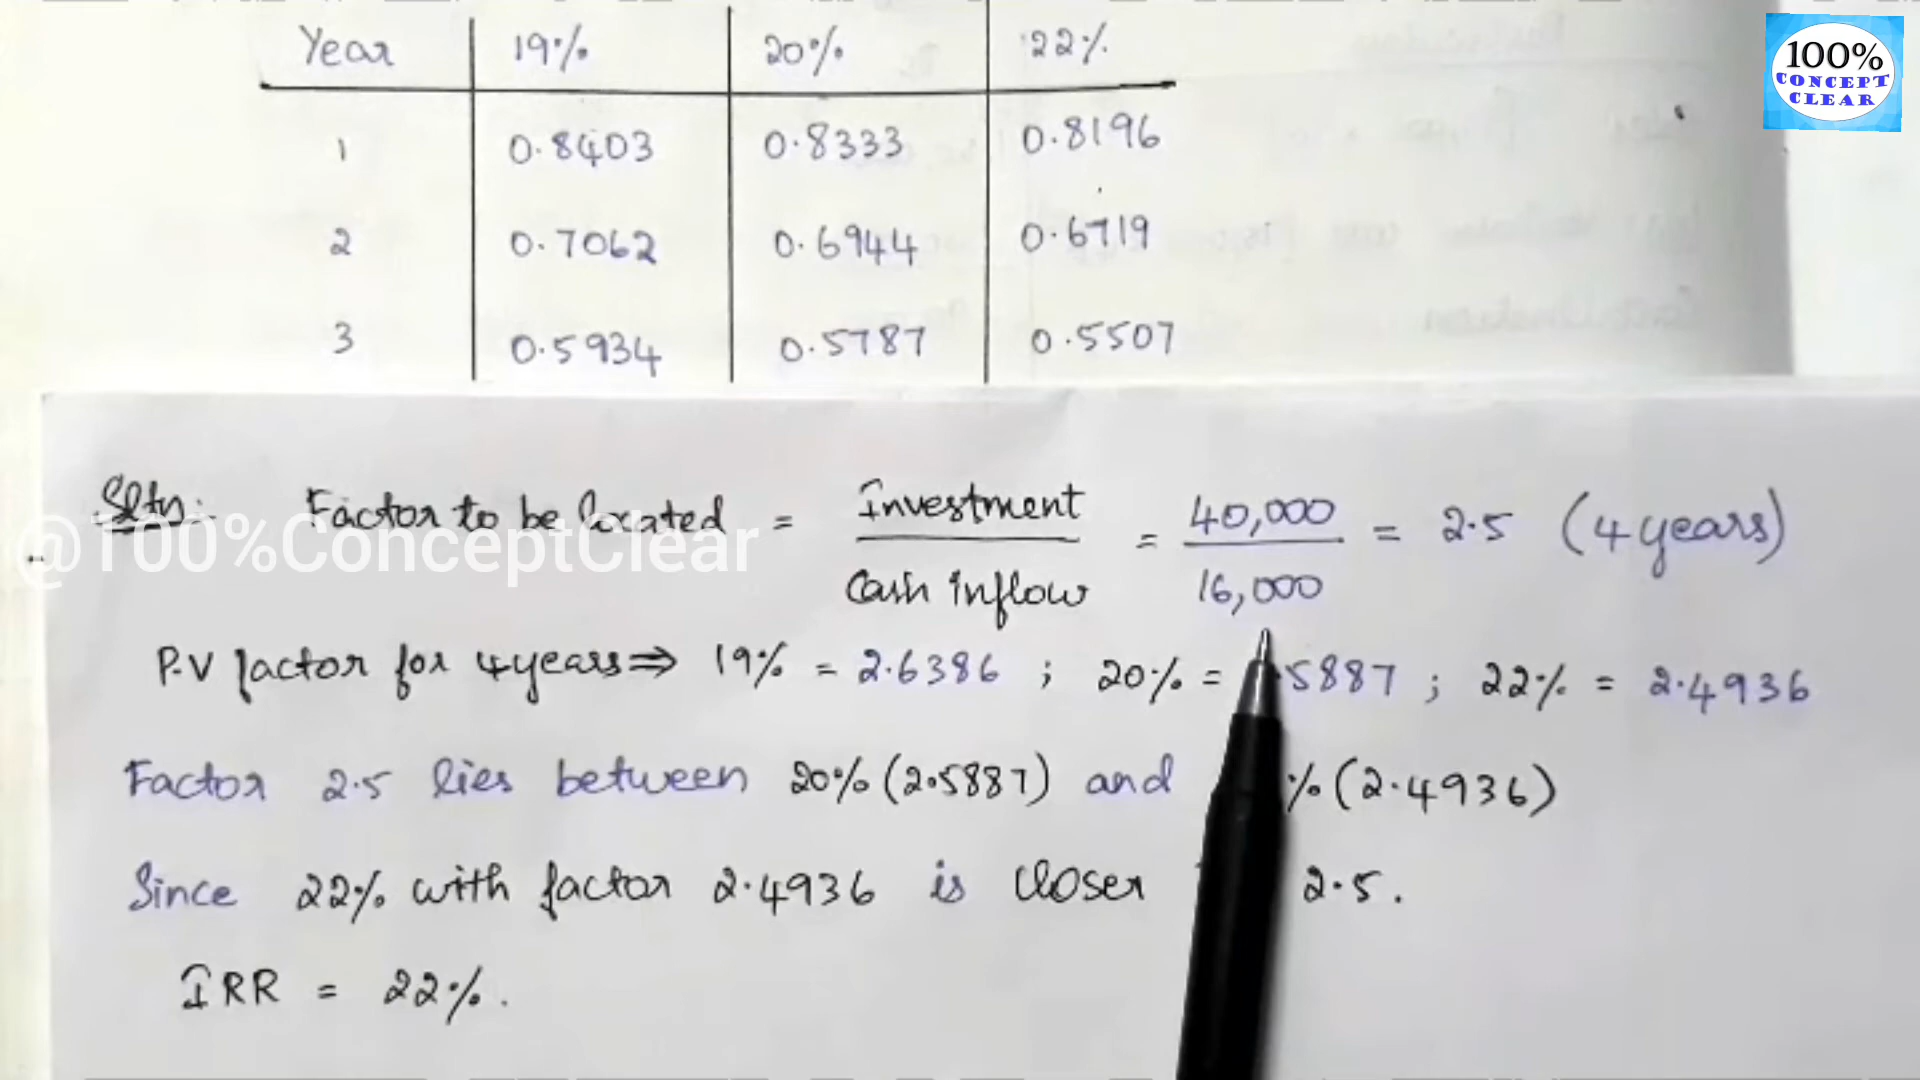 Year 19% 20% 22%
1 0.8403 0.8333 0.8196
2 0.7062 0.6944 0.6719
3 0.5934 0.5787 0.5507
100%
CONCEPT
CLEAR
Sltn: Factor to be located = Investment / Cash inflow = 40,000 / 16,000 = 2.5 (4 years)
@100%ConceptClear
P.V factor for 4 years ⇒ 19% = 2.6386 ; 20% = .5887 ; 22% = 2.4936
Factor 2.5 lies between 20% (2.5887) and % (2.4936)
Since 22% with factor 2.4936 is closer 2.5.
IRR = 22%.